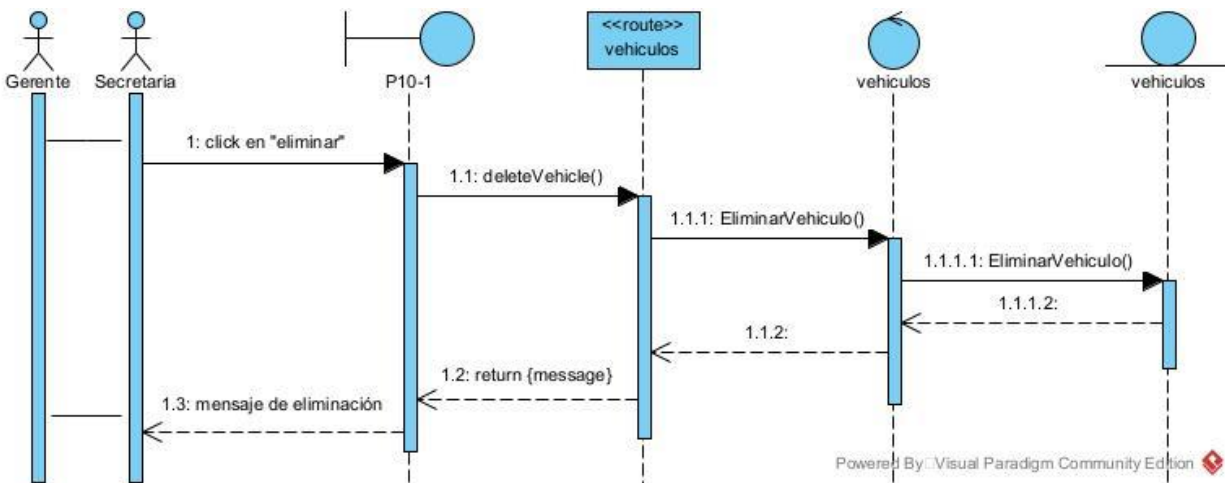 <<route>>
vehiculos
Gerente
Secretaria
P10-1
vehiculos
vehiculos
1: click en "eliminar"
1.1: deleteVehicle()
1.1.1: EliminarVehiculo()
1.1.1.1: EliminarVehiculo()
1.1.1.2:
1.1.2:
1.2: return {message}
1.3: mensaje de eliminación
Powered By Visual Paradigm Community Edition